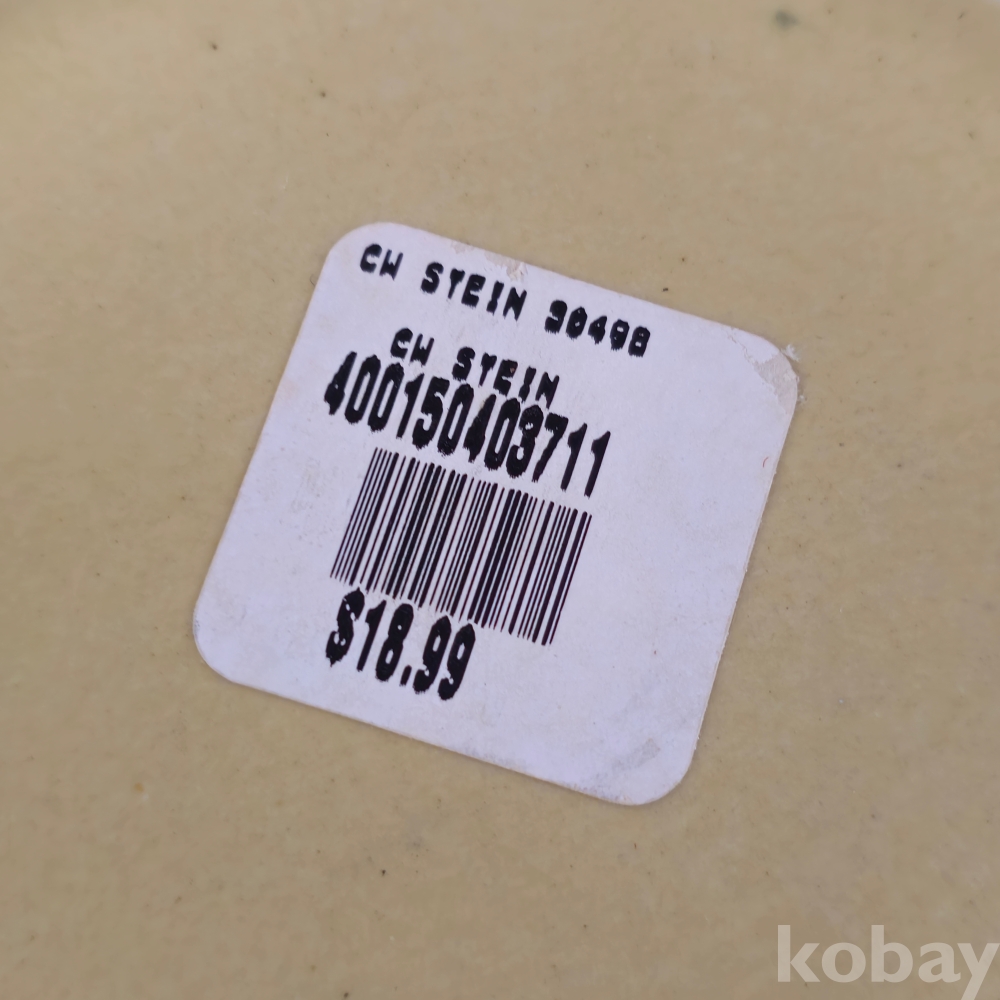 CW STEIN 30498
CW STEIN
400150403711
$18.99
kobay